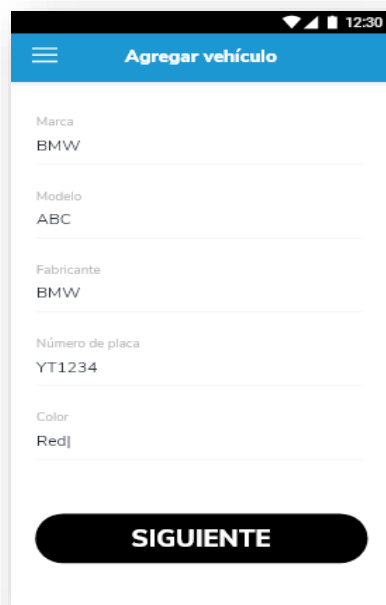 12:30
Agregar vehículo
Marca
BMW
Modelo
ABC
Fabricante
BMW
Número de placa
YT1234
Color
Red
SIGUIENTE